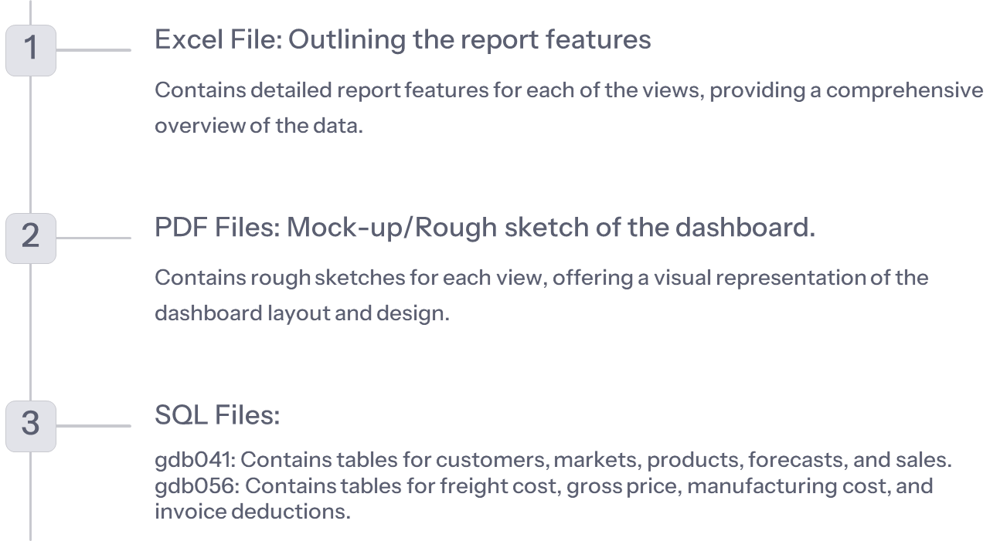 1
Excel File: Outlining the report features
Contains detailed report features for each of the views, providing a comprehensive
overview of the data.
2
PDF Files: Mock-up/Rough sketch of the dashboard.
Contains rough sketches for each view, offering a visual representation of the
dashboard layout and design.
3
SQL Files:
gdb041: Contains tables for customers, markets, products, forecasts, and sales.
gdb056: Contains tables for freight cost, gross price, manufacturing cost, and
invoice deductions.